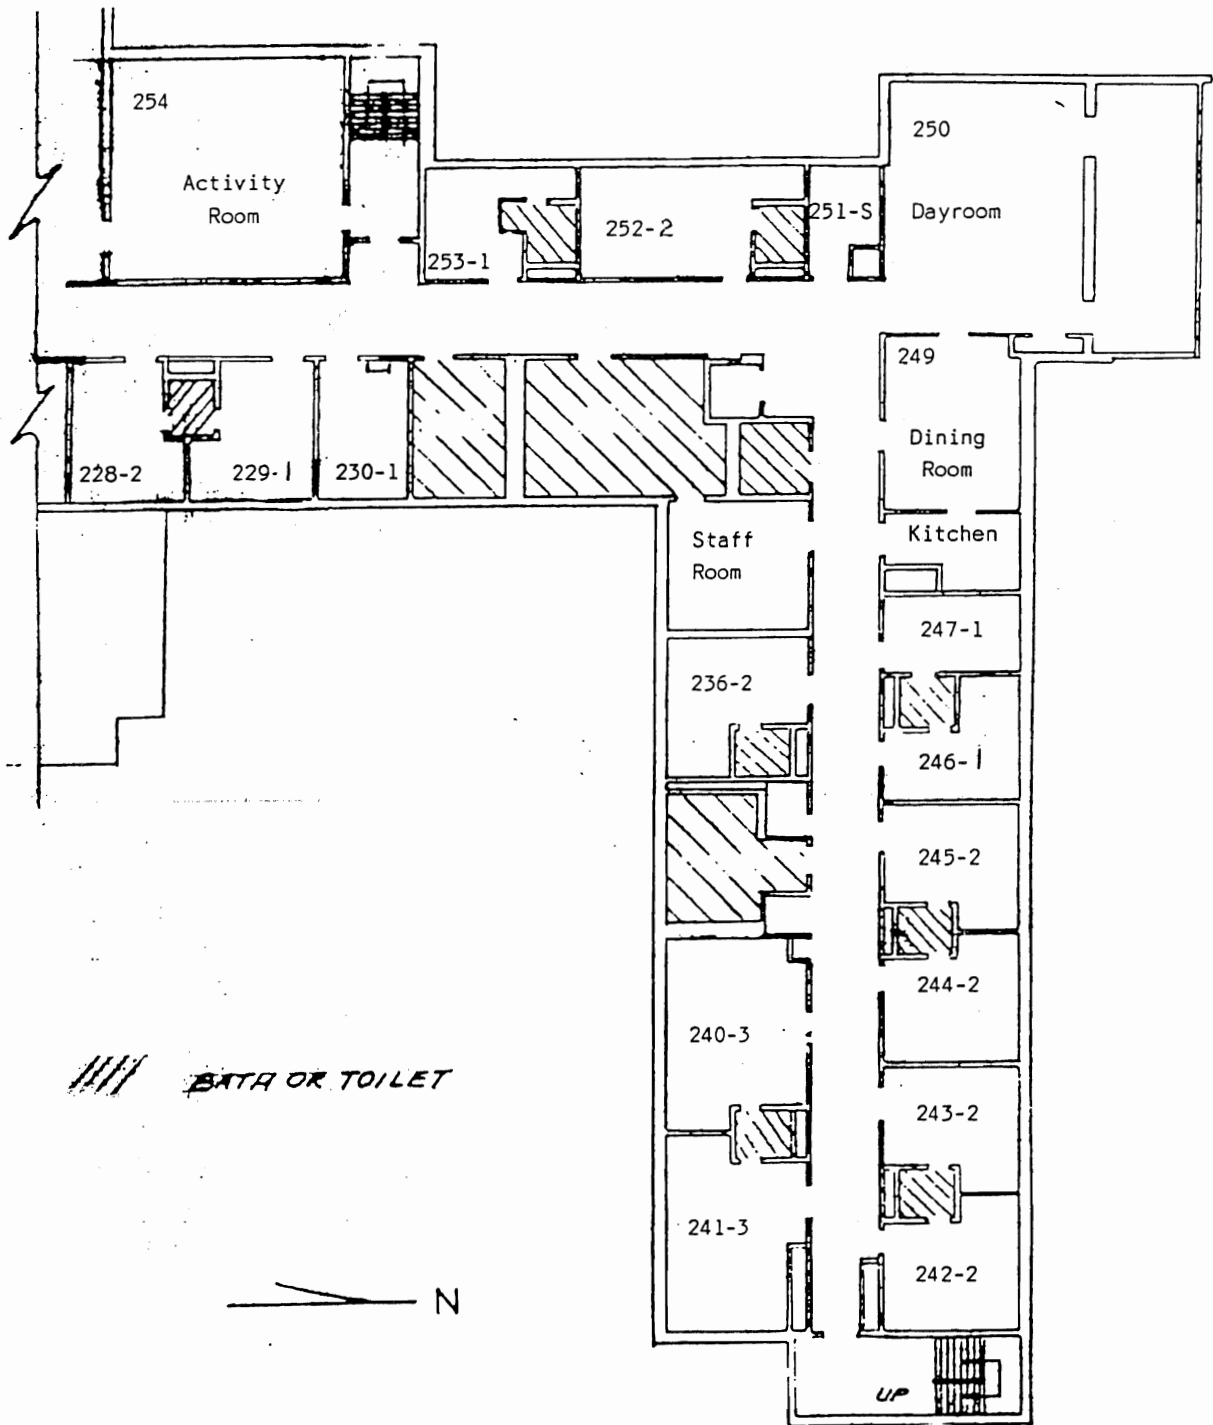 254
Activity
Room
250
Dayroom
253-1
252-2
251-S
249
Dining
Room
228-2
229-1
230-1
Staff
Room
Kitchen
247-1
236-2
246-1
245-2
244-2
240-3
BATH OR TOILET
243-2
241-3
242-2
N
UP